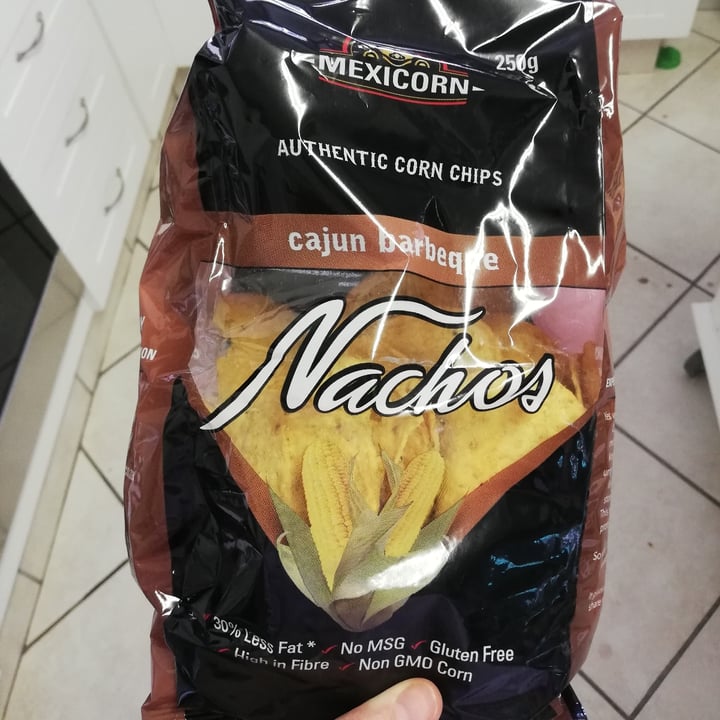 MEXICORN
250g
AUTHENTIC CORN CHIPS
cajun barbeque
Nachos
30% Less Fat * ✓ No MSG ✓ Gluten Free
✓ High in Fibre ✓ Non GMO Corn
ON